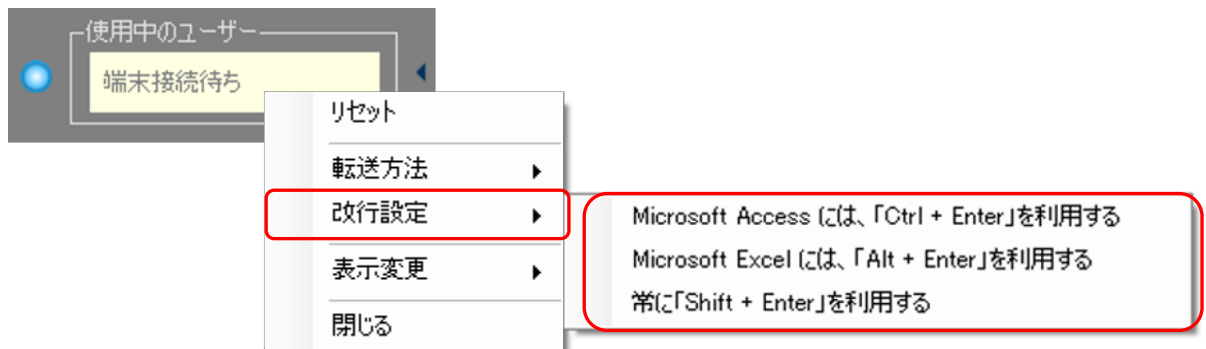 使用中のユーザー
端末接続待ち
リセット
転送方法
改行設定
Microsoft Access には、「Ctrl + Enter」を利用する
Microsoft Excel には、「Alt + Enter」を利用する
常に「Shift + Enter」を利用する
表示変更
閉じる